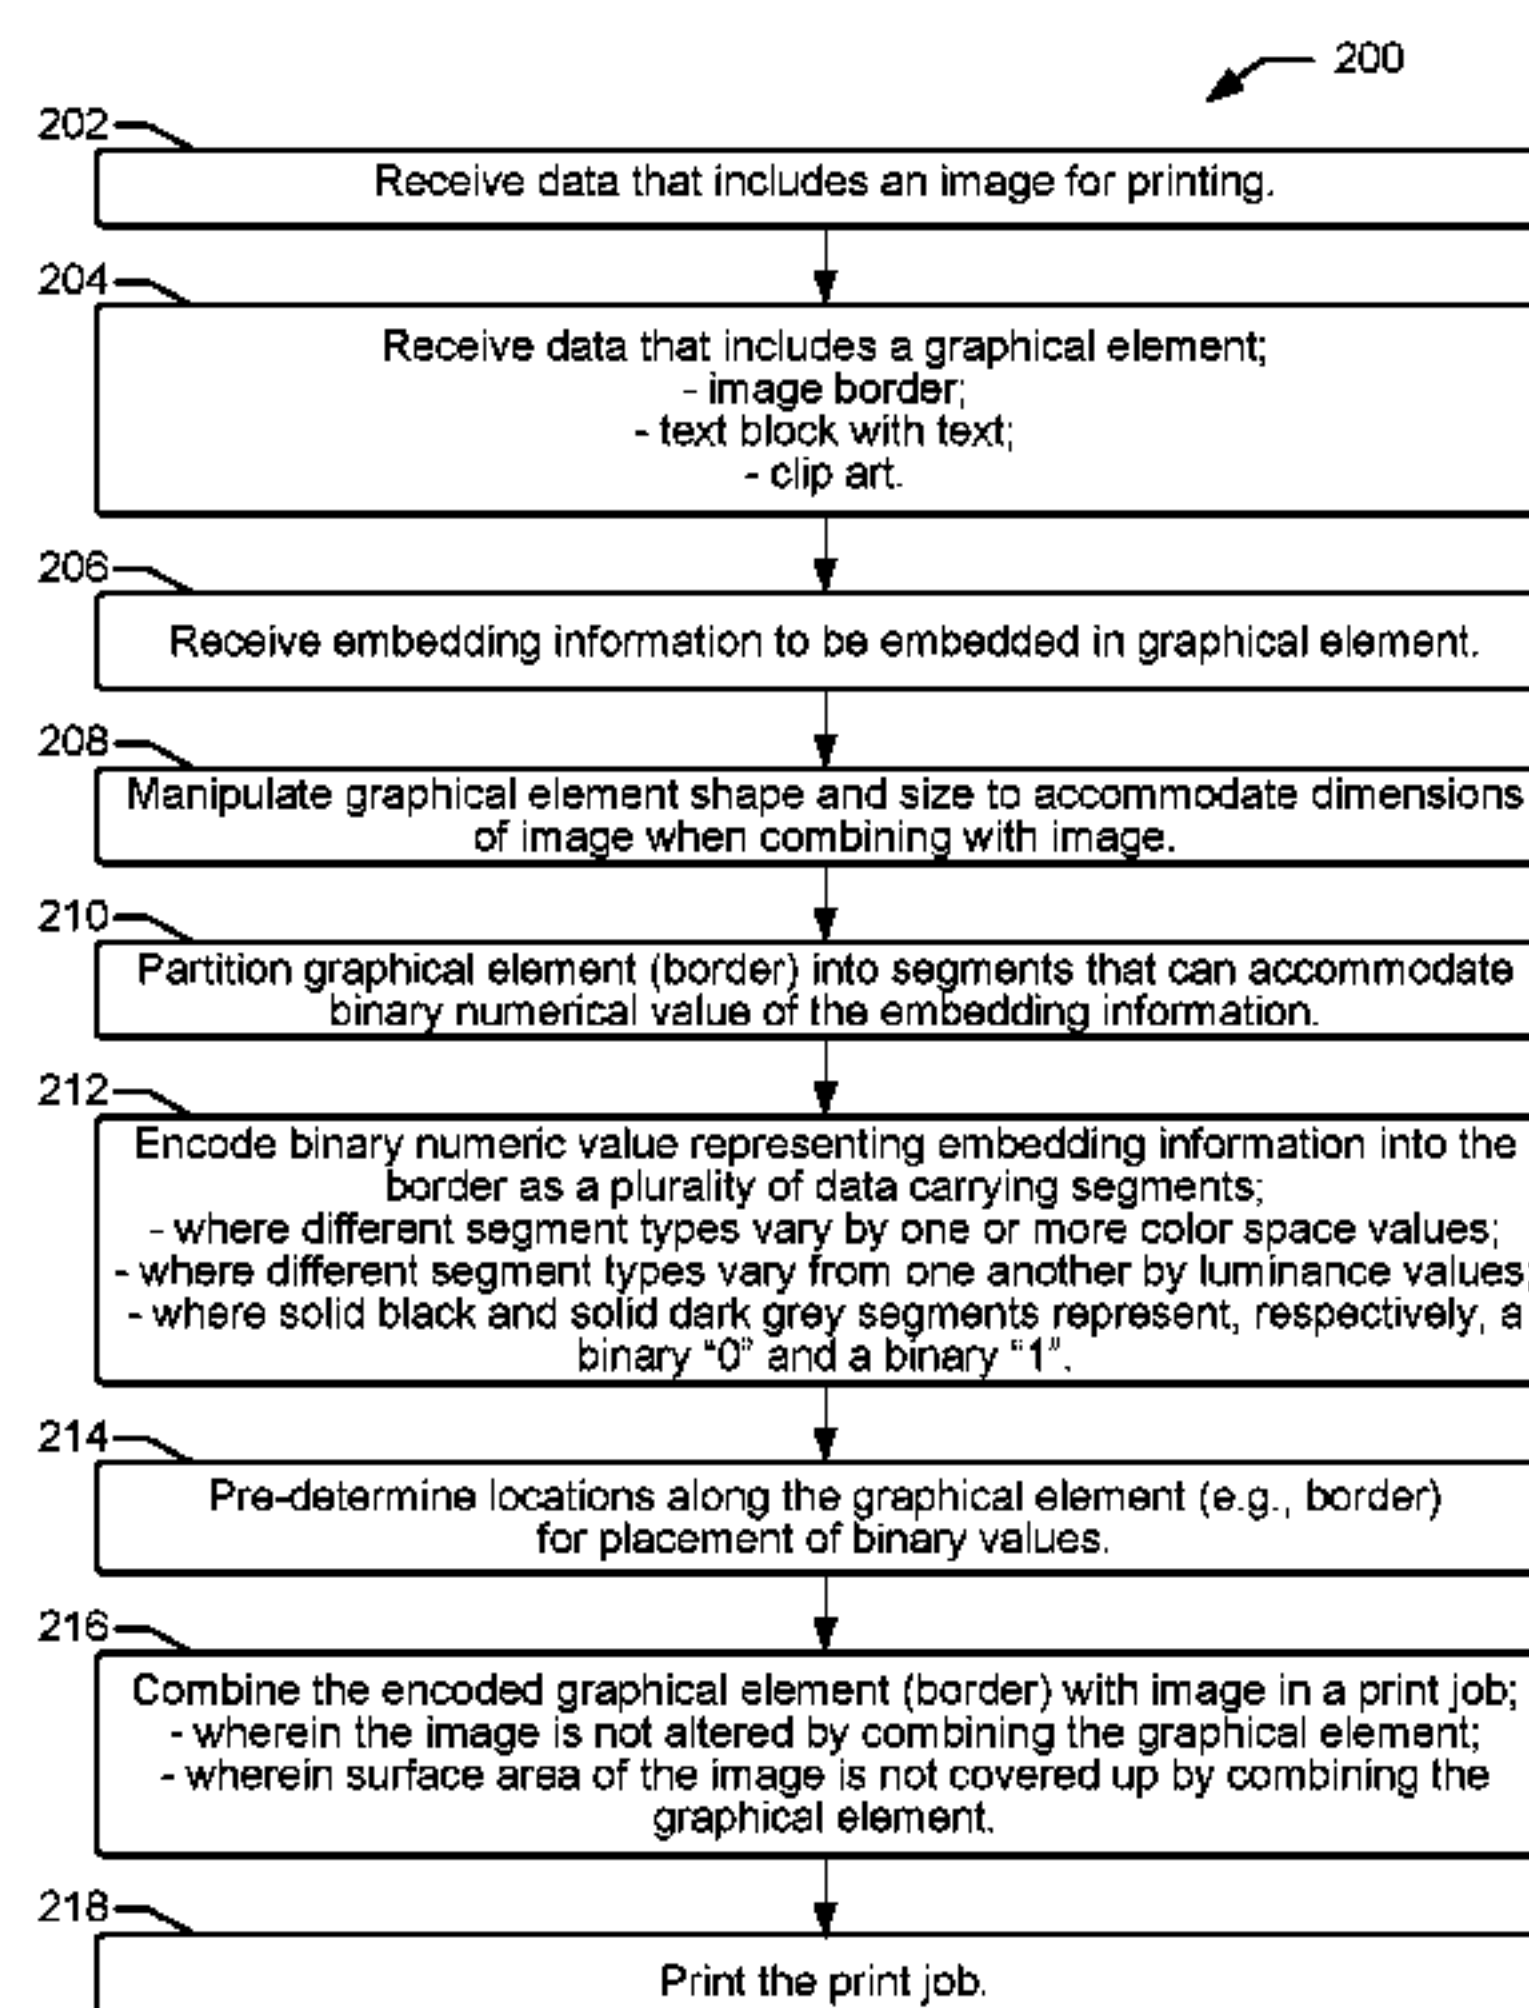 200
202
Receive data that includes an image for printing.
204
Receive data that includes a graphical element;
- image border;
- text block with text;
- clip art.
206
Receive embedding information to be embedded in graphical element.
208
Manipulate graphical element shape and size to accommodate dimensions
of image when combining with image.
210
Partition graphical element (border) into segments that can accommodate
binary numerical value of the embedding information.
212
Encode binary numeric value representing embedding information into the
border as a plurality of data carrying segments;
- where different segment types vary by one or more color space values;
- where different segment types vary from one another by luminance values;
- where solid black and solid dark grey segments represent, respectively, a
binary “0” and a binary “1”.
214
Pre-determine locations along the graphical element (e.g., border)
for placement of binary values.
216
Combine the encoded graphical element (border) with image in a print job;
- wherein the image is not altered by combining the graphical element;
- wherein surface area of the image is not covered up by combining the
graphical element.
218
Print the print job.